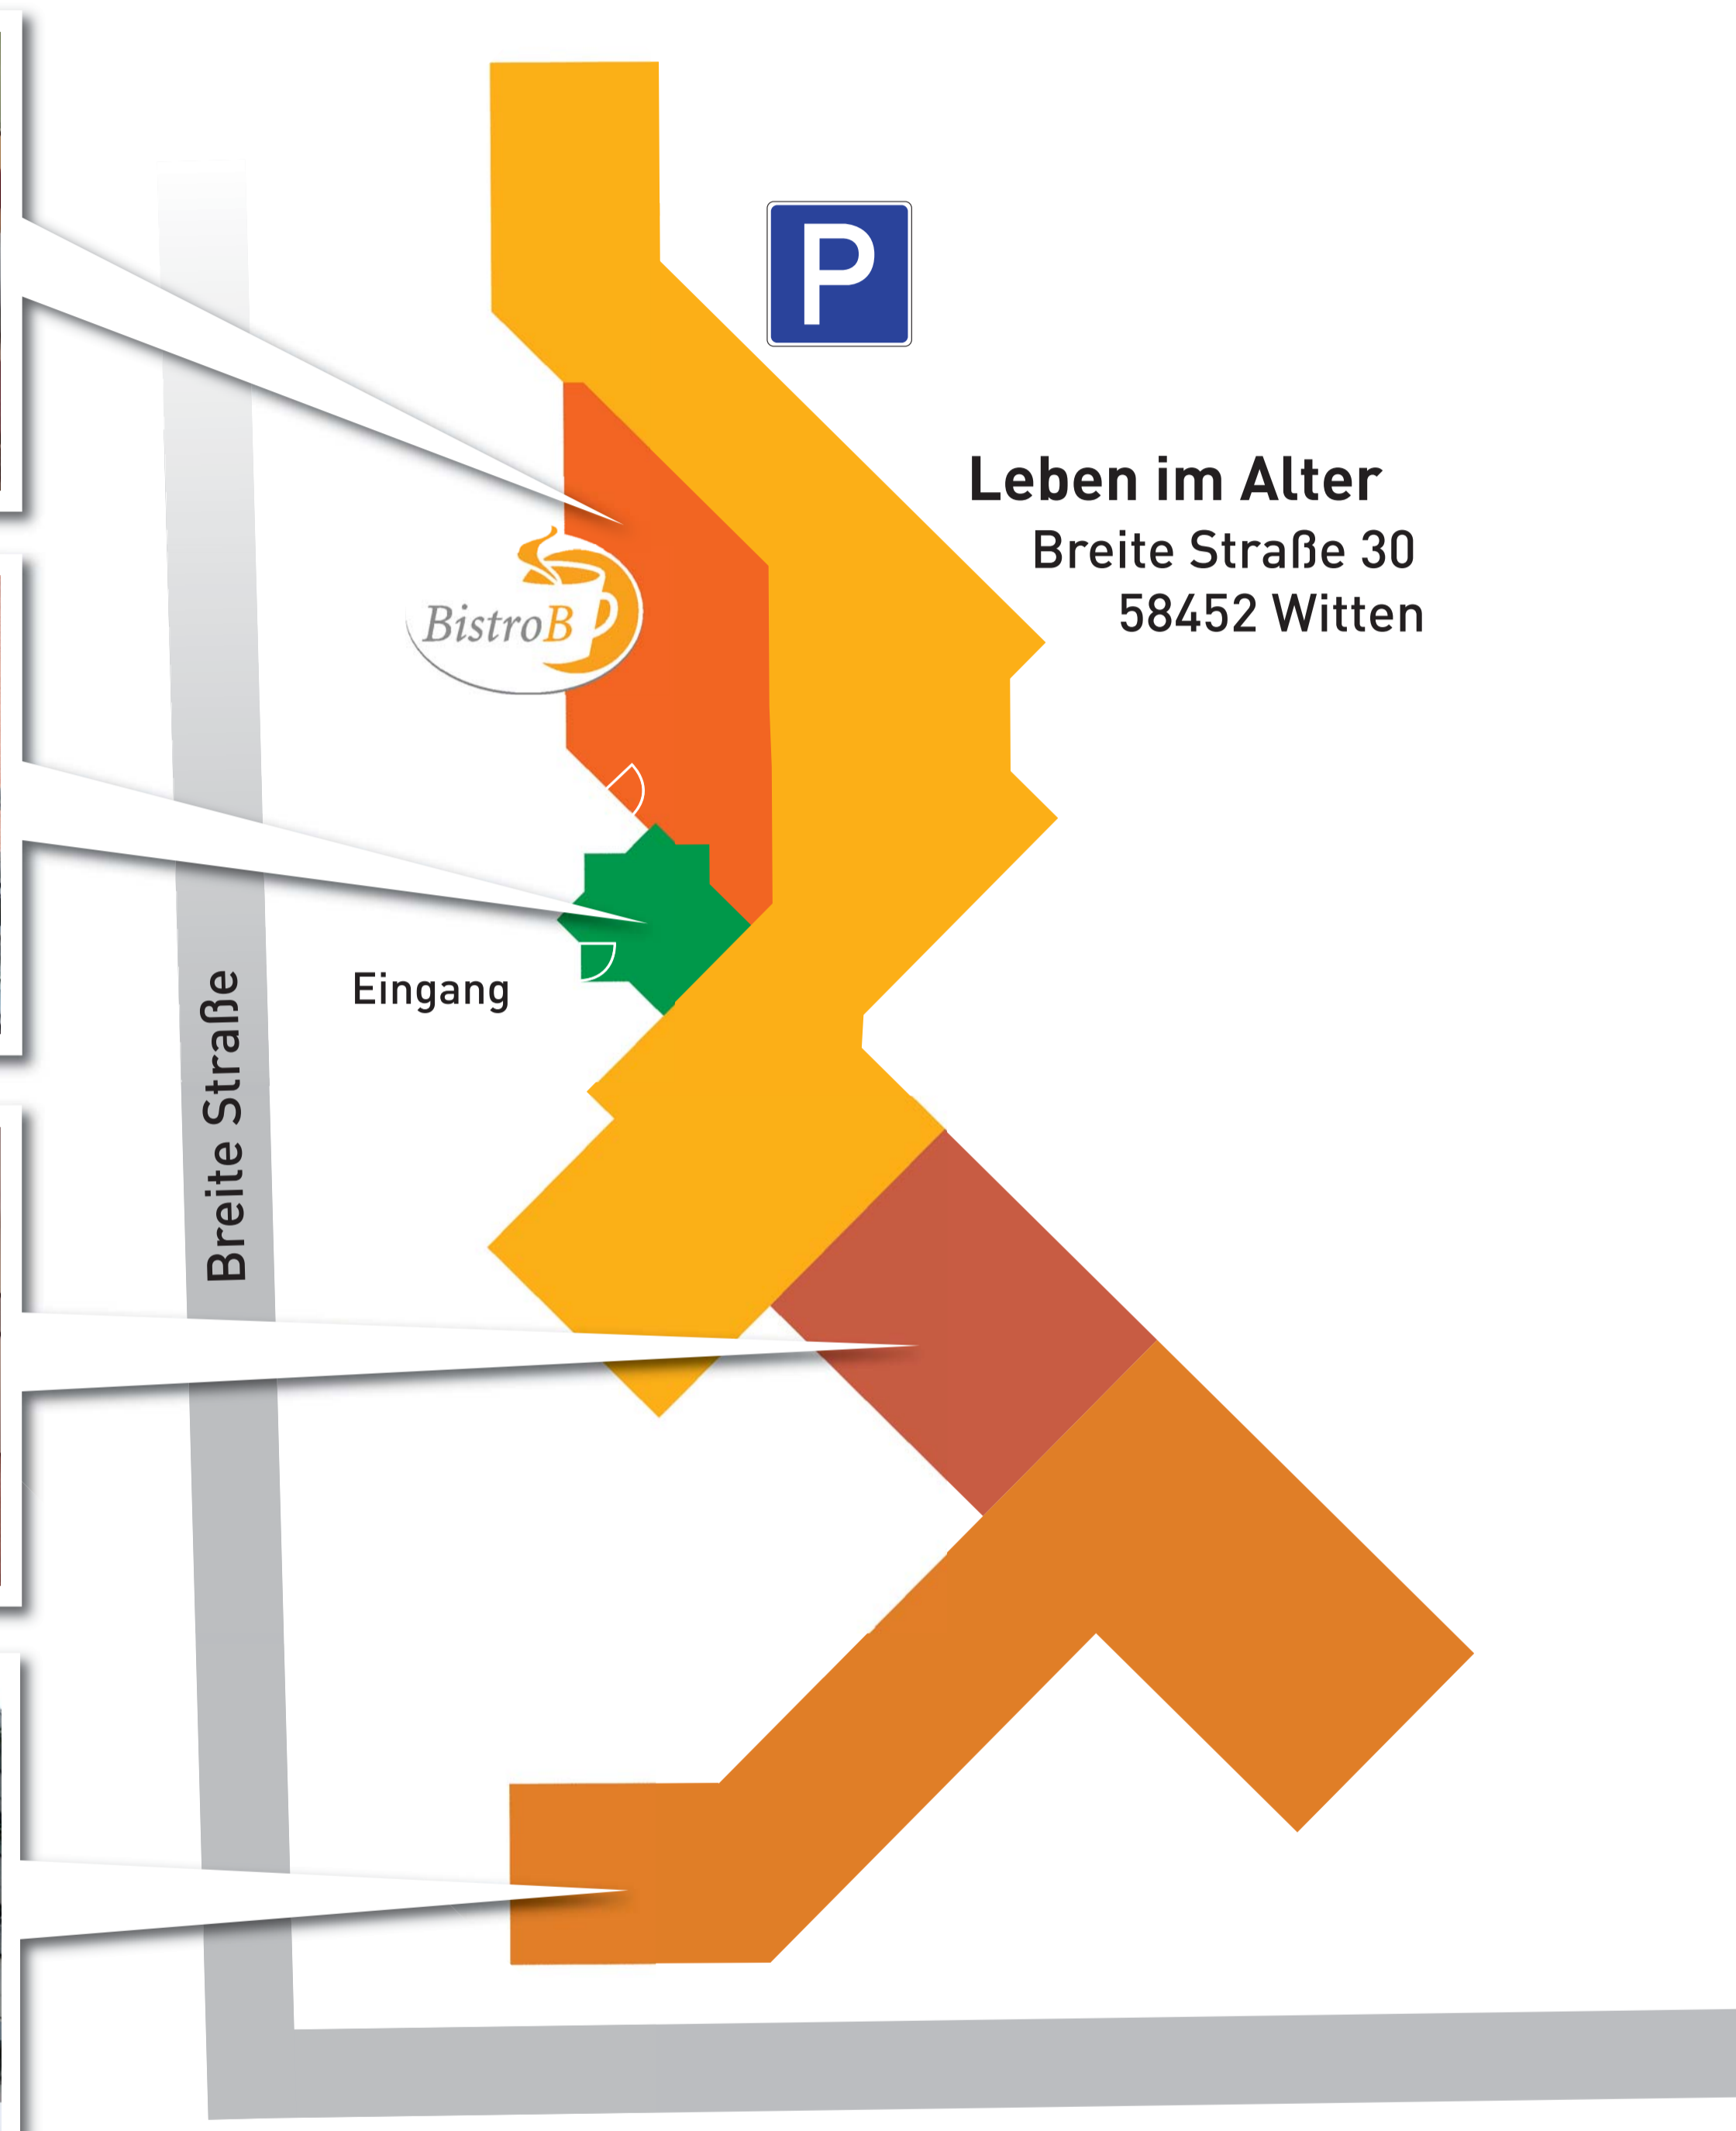 P
Leben im Alter
Breite Straße 30
58452 Witten
BistroB
Eingang
Breite Straße